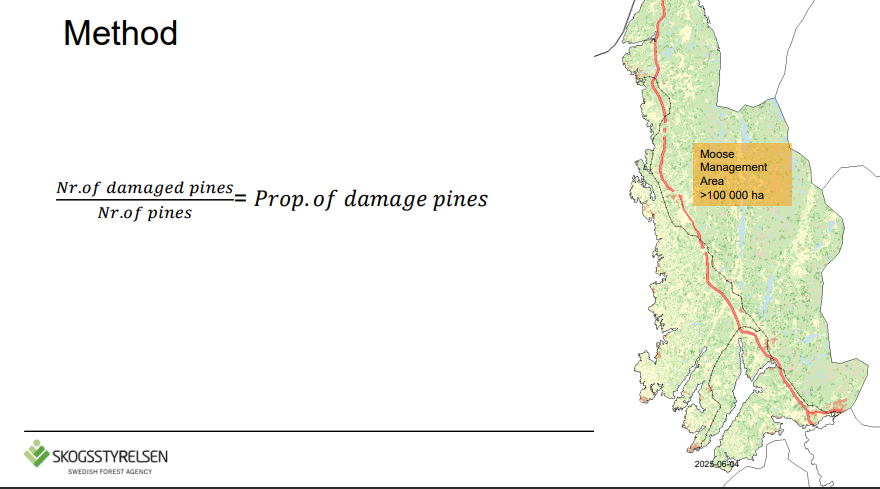 Method
Nr.of damaged pines
Nr.of pines
= Prop.of damage pines
Moose
Management
Area
>100 000 ha
SKOGSSTYRELSEN
SWEDISH FOREST AGENCY
2025-06-04